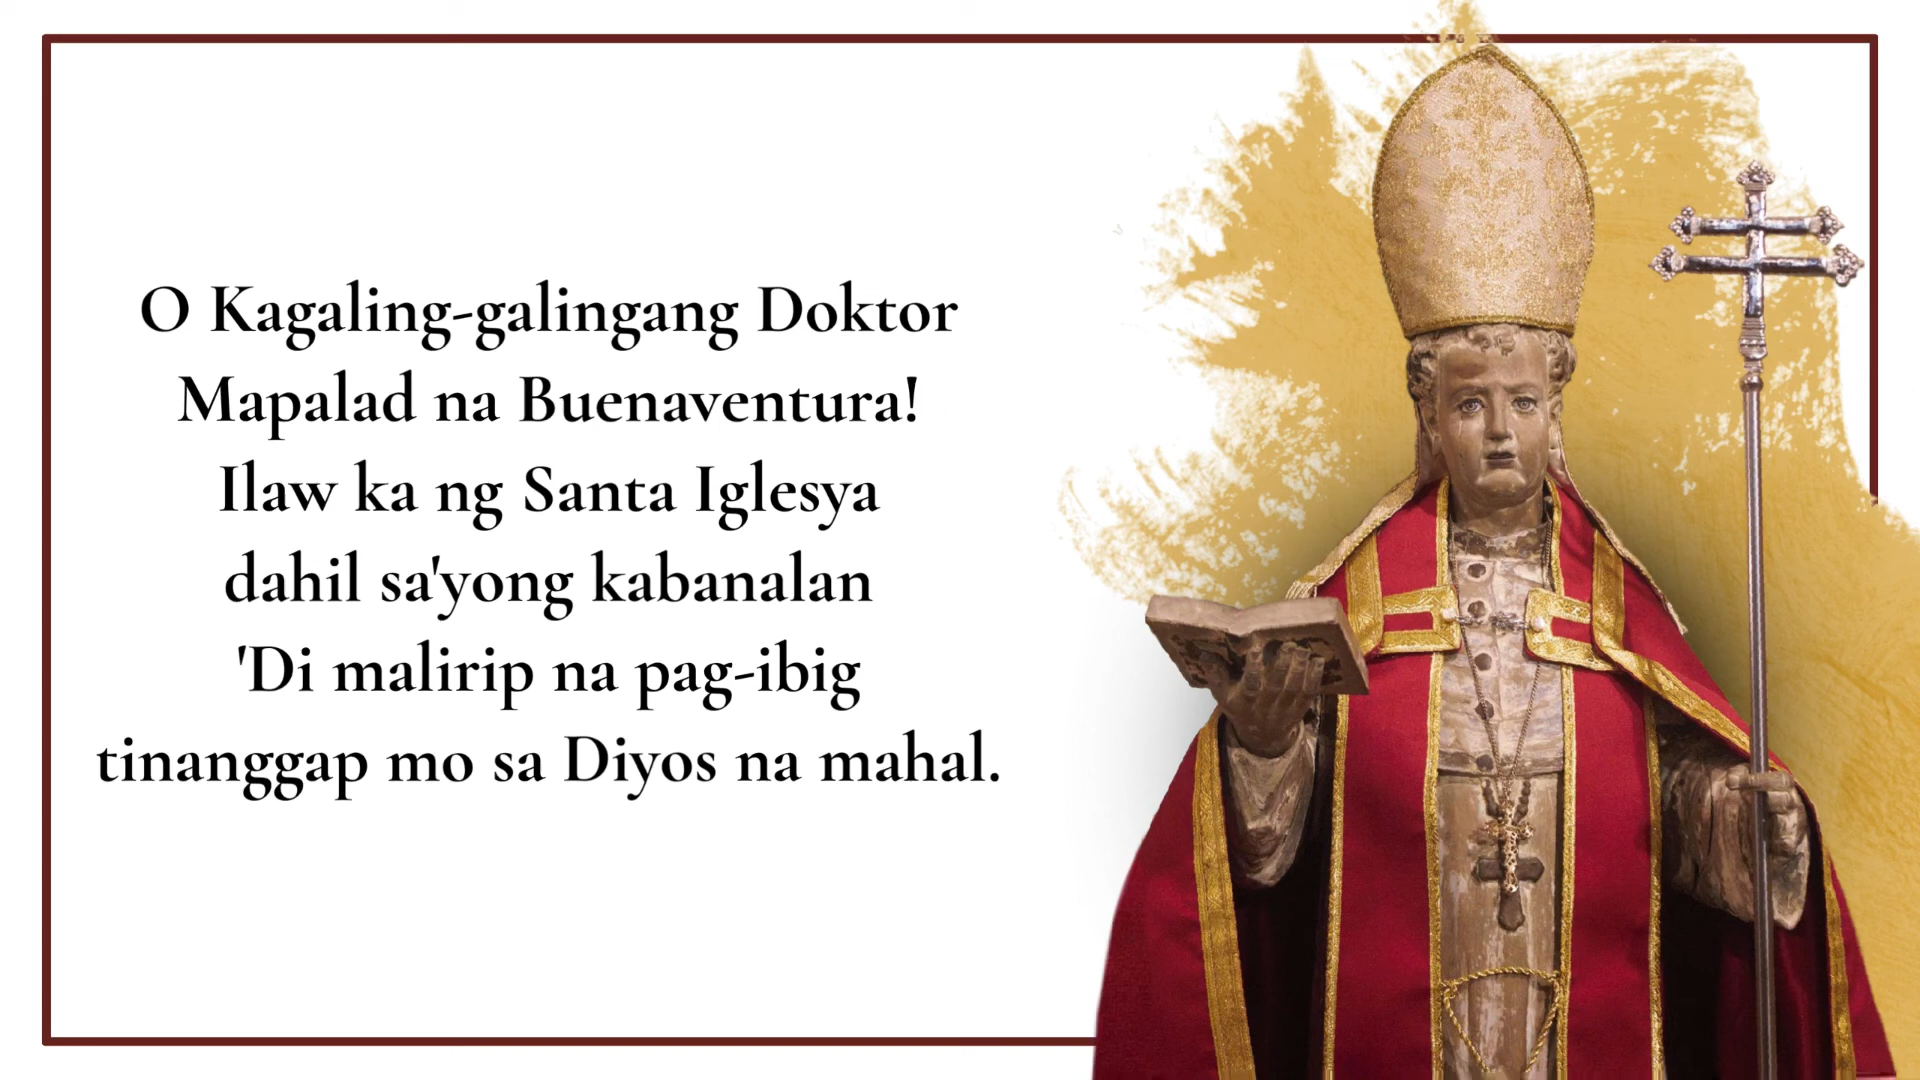 O Kagaling-galingang Doktor
Mapalad na Buenaventura!
Ilaw ka ng Santa Iglesya
dahil sa'yong kabanalan
'Di malirip na pag-ibig
tinanggap mo sa Diyos na mahal.